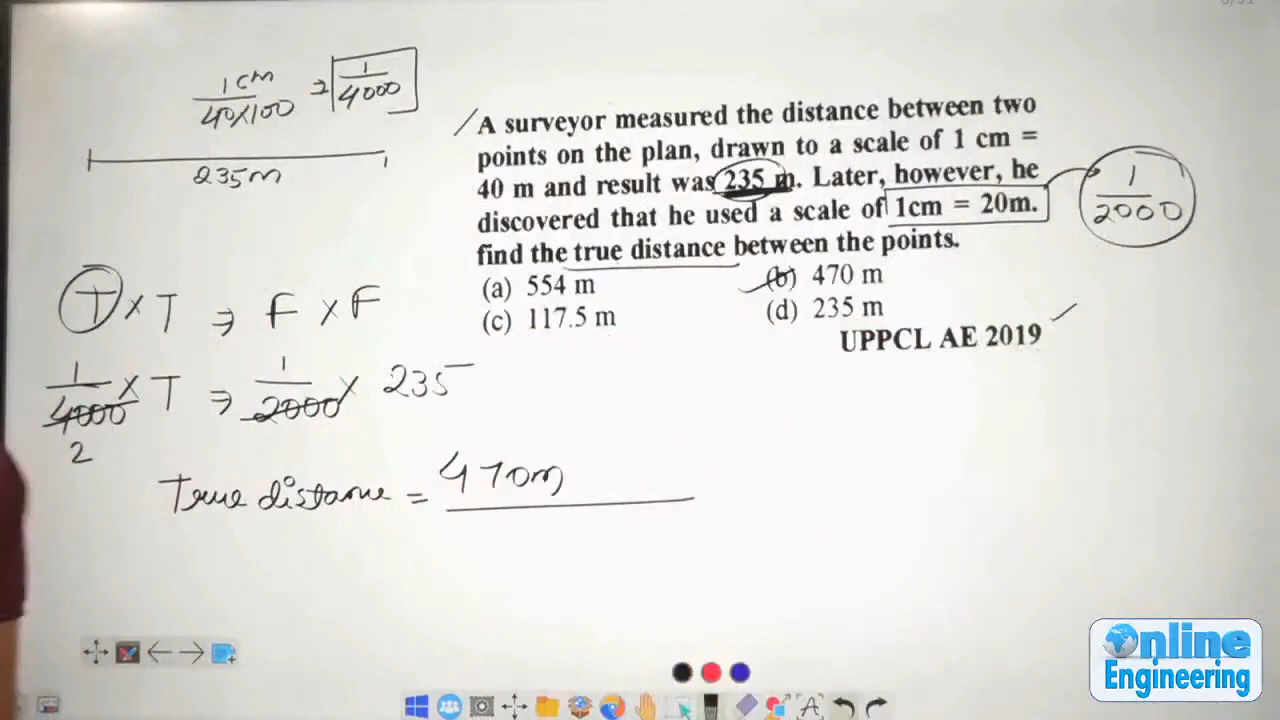 1cm
40x100
= 1
4000
235m
A surveyor measured the distance between two
points on the plan, drawn to a scale of 1 cm =
40 m and result was 235 m. Later, however, he
discovered that he used a scale of 1cm = 20m.
find the true distance between the points.
(a) 554 m (b) 470 m
(c) 117.5 m (d) 235 m
UPPCL AE 2019
1
2000
T x T ⇒ F x F
1 x T ⇒ 1 x 235
4000 2000
2
True distance = 470m
Online
Engineering